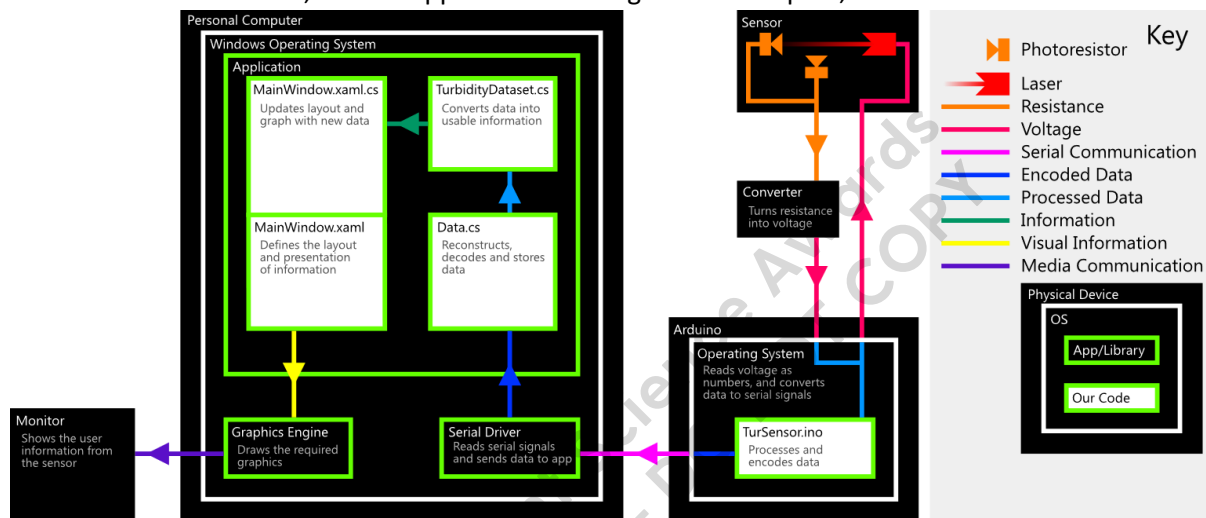 Personal Computer
Windows Operating System
Application
MainWindow.xaml.cs
Updates layout and
graph with new data
TurbidityDataset.cs
Converts data into
usable information
MainWindow.xaml
Defines the layout
and presentation
of information
Data.cs
Reconstructs,
decodes and stores
data
Graphics Engine
Draws the required
graphics
Serial Driver
Reads serial signals
and sends data to app
Monitor
Shows the user
information from
the sensor
Sensor
Converter
Turns resistance
into voltage
Arduino
Operating System
Reads voltage as
numbers, and converts
data to serial signals
TurSensor.ino
Processes and
encodes data
Key
Photoresistor
Laser
Resistance
Voltage
Serial Communication
Encoded Data
Processed Data
Information
Visual Information
Media Communication
Physical Device
OS
App/Library
Our Code
Awards
COPY